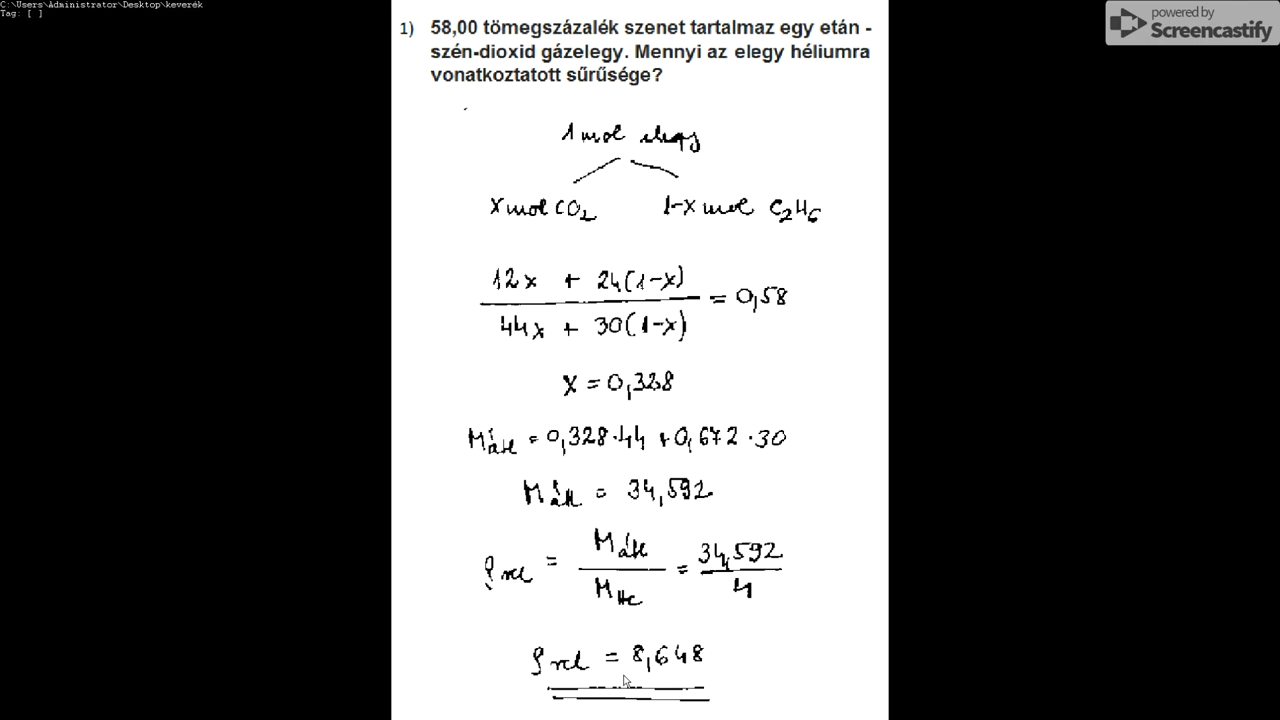 C:\Users\Administrator\Desktop\keverék
Tag: [ ]
powered by
Screencastify
1) 58,00 tömegszázalék szenet tartalmaz egy etán -
szén-dioxid gázelegy. Mennyi az elegy héliumra
vonatkoztatott sűrűsége?
1 mol elegy
x mol CO2 1-x mol C2H6
12x + 24(1-x)
44x + 30(1-x)
= 0,58
x = 0,328
Mátl = 0,328·44 + 0,672·30
Mátl = 34,592
ρrel = Mátl / MHe = 34,592 / 4
ρrel = 8,648